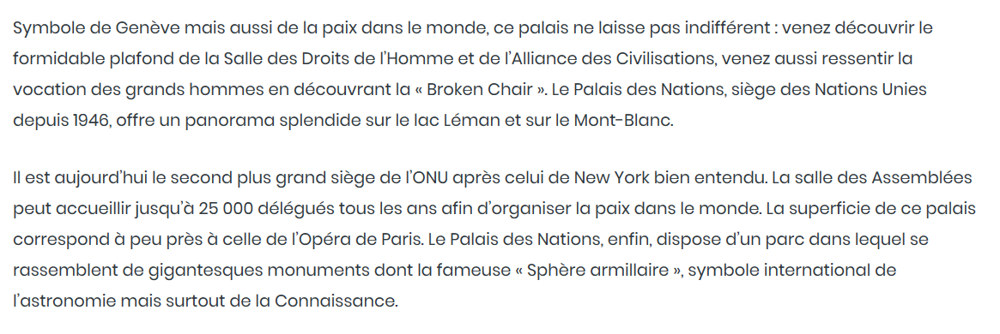 Symbole de Genève mais aussi de la paix dans le monde, ce palais ne laisse pas indifférent : venez découvrir le
formidable plafond de la Salle des Droits de l’Homme et de l’Alliance des Civilisations, venez aussi ressentir la
vocation des grands hommes en découvrant la « Broken Chair ». Le Palais des Nations, siège des Nations Unies
depuis 1946, offre un panorama splendide sur le lac Léman et sur le Mont-Blanc.
Il est aujourd’hui le second plus grand siège de l’ONU après celui de New York bien entendu. La salle des Assemblées
peut accueillir jusqu’à 25 000 délégués tous les ans afin d’organiser la paix dans le monde. La superficie de ce palais
correspond à peu près à celle de l’Opéra de Paris. Le Palais des Nations, enfin, dispose d’un parc dans lequel se
rassemblent de gigantesques monuments dont la fameuse « Sphère armillaire », symbole international de
l’astronomie mais surtout de la Connaissance.